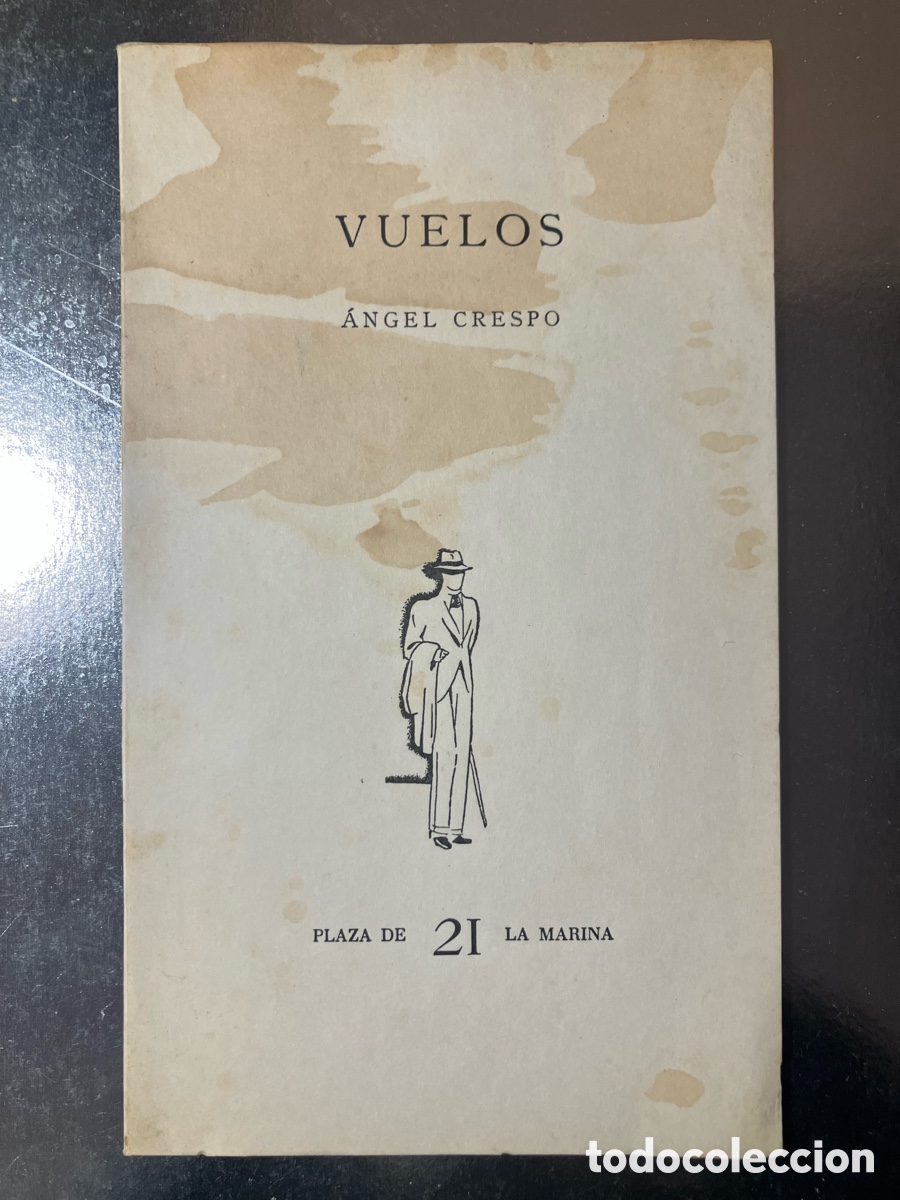 VUELOS
ÁNGEL CRESPO
PLAZA DE 21 LA MARINA
todocoleccion